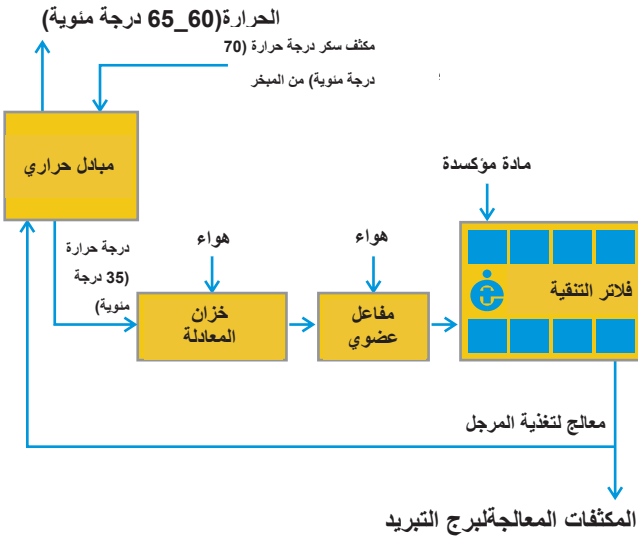 الحرارة(60_65 درجة مئوية)
مكثف سكر درجة حرارة (70
درجة مئوية) من المبخر
مبادل حراري
مادة مؤكسدة
درجة حرارة
(35 درجة
مئوية)
هواء
هواء
خزان
المعادلة
مفاعل
عضوي
فلاتر التنقية
معالج لتغذية المرجل
المكثفات المعالجةلبرج التبريد